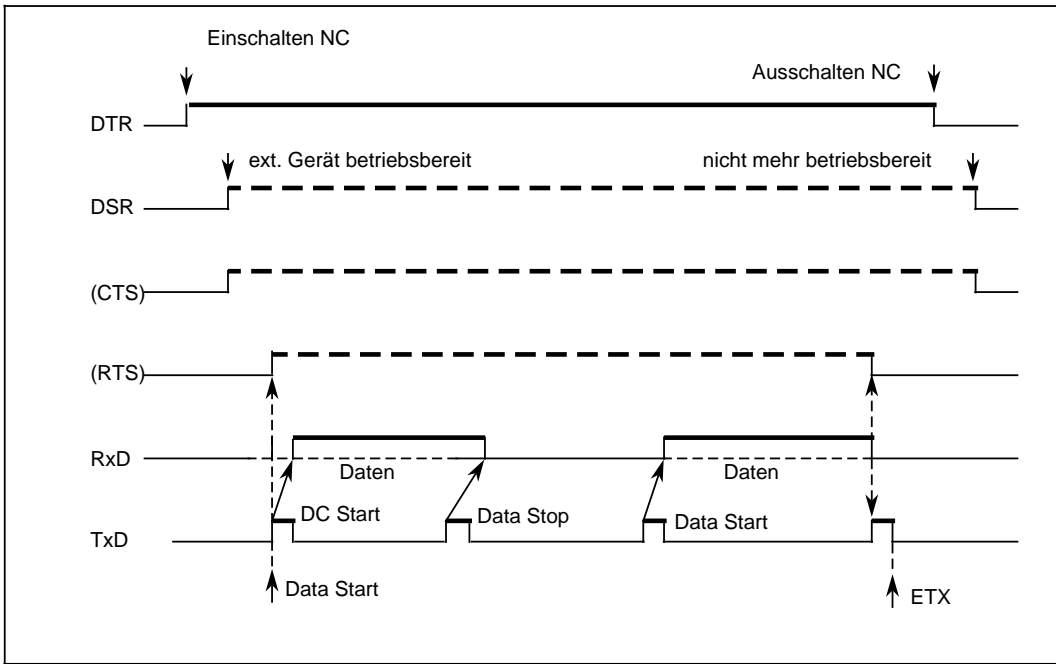 Einschalten NC
Ausschalten NC
DTR
ext. Gerät betriebsbereit
nicht mehr betriebsbereit
DSR
(CTS)
(RTS)
RxD
Daten
Daten
DC Start
Data Stop
Data Start
TxD
Data Start
ETX